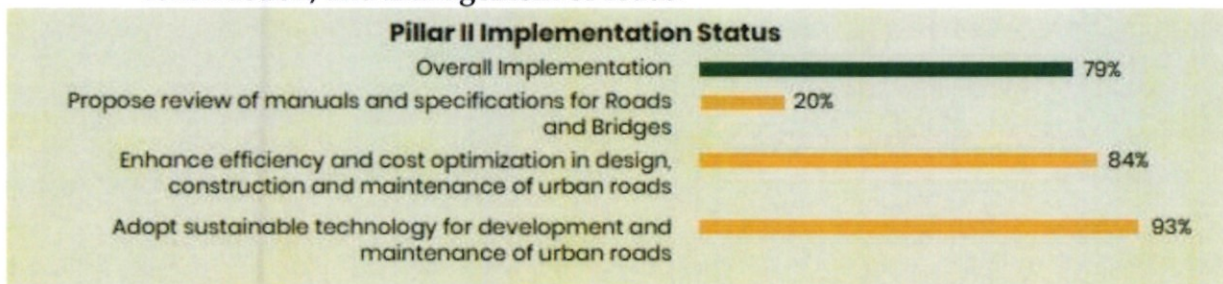 Pillar II Implementation Status
Overall Implementation 79%
Propose review of manuals and specifications for Roads 20%
and Bridges
Enhance efficiency and cost optimization in design, 84%
construction and maintenance of urban roads
Adopt sustainable technology for development and 93%
maintenance of urban roads